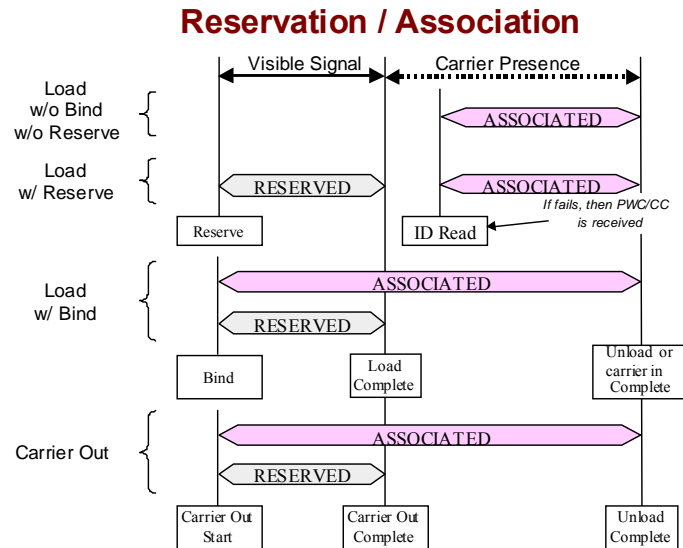 Reservation / Association
Visible Signal
Carrier Presence
Load
w/o Bind
w/o Reserve
ASSOCIATED
Load
w/ Reserve
RESERVED
ASSOCIATED
If fails, then PWC/CC
is received
Reserve
ID Read
Load
w/ Bind
ASSOCIATED
RESERVED
Bind
Load
Complete
Unload or
carrier in
Complete
Carrier Out
ASSOCIATED
RESERVED
Carrier Out
Start
Carrier Out
Complete
Unload
Complete